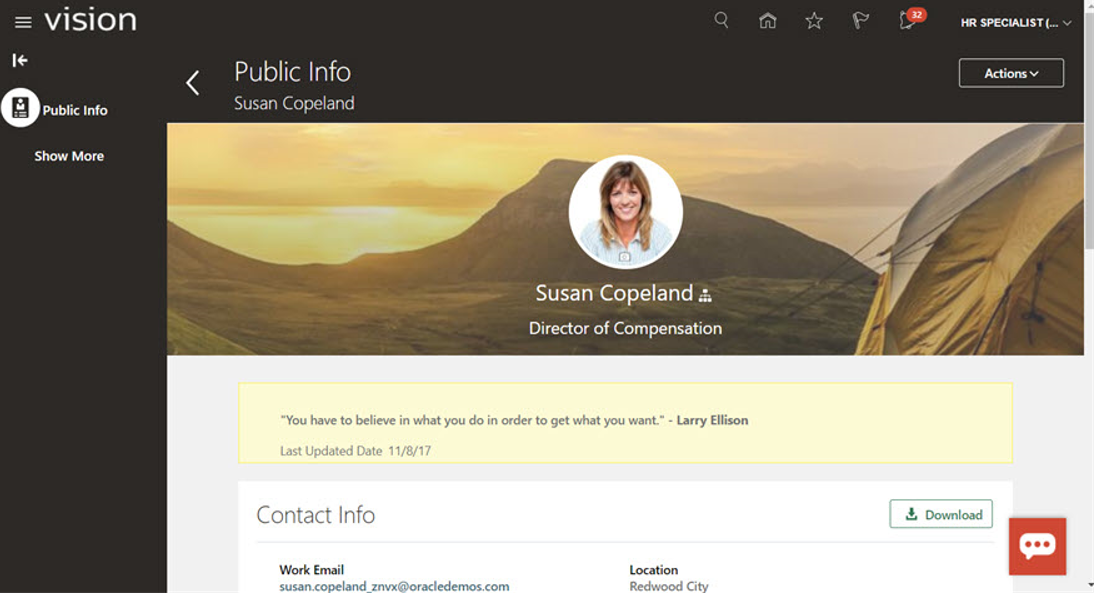 vision
32
HR SPECIALIST (...
Public Info
Susan Copeland
Actions
Public Info
Show More
Susan Copeland
Director of Compensation
"You have to believe in what you do in order to get what you want." - Larry Ellison
Last Updated Date 11/8/17
Contact Info
Download
Work Email
susan.copeland_znvx@oracledemos.com
Location
Redwood City